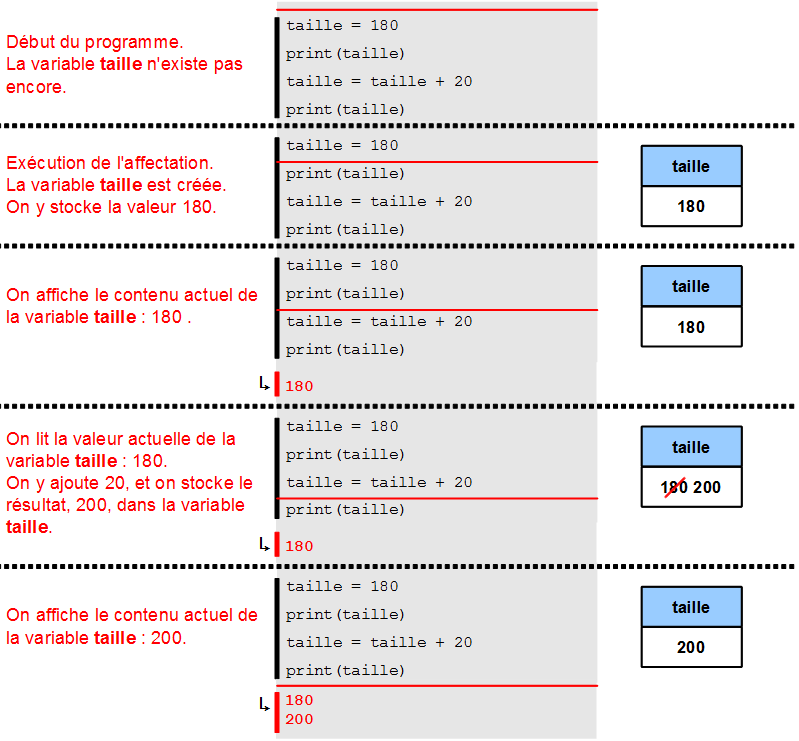 Début du programme.
La variable taille n'existe pas
encore.
taille = 180
print(taille)
taille = taille + 20
print(taille)
Exécution de l'affectation.
La variable taille est créée.
On y stocke la valeur 180.
taille = 180
print(taille)
taille = taille + 20
print(taille)
taille
180
On affiche le contenu actuel de
la variable taille : 180 .
taille = 180
print(taille)
taille = taille + 20
print(taille)
180
taille
180
On lit la valeur actuelle de la
variable taille : 180.
On y ajoute 20, et on stocke le
résultat, 200, dans la variable
taille.
taille = 180
print(taille)
taille = taille + 20
print(taille)
180
taille
180 200
On affiche le contenu actuel de
la variable taille : 200.
taille = 180
print(taille)
taille = taille + 20
print(taille)
180
200
taille
200